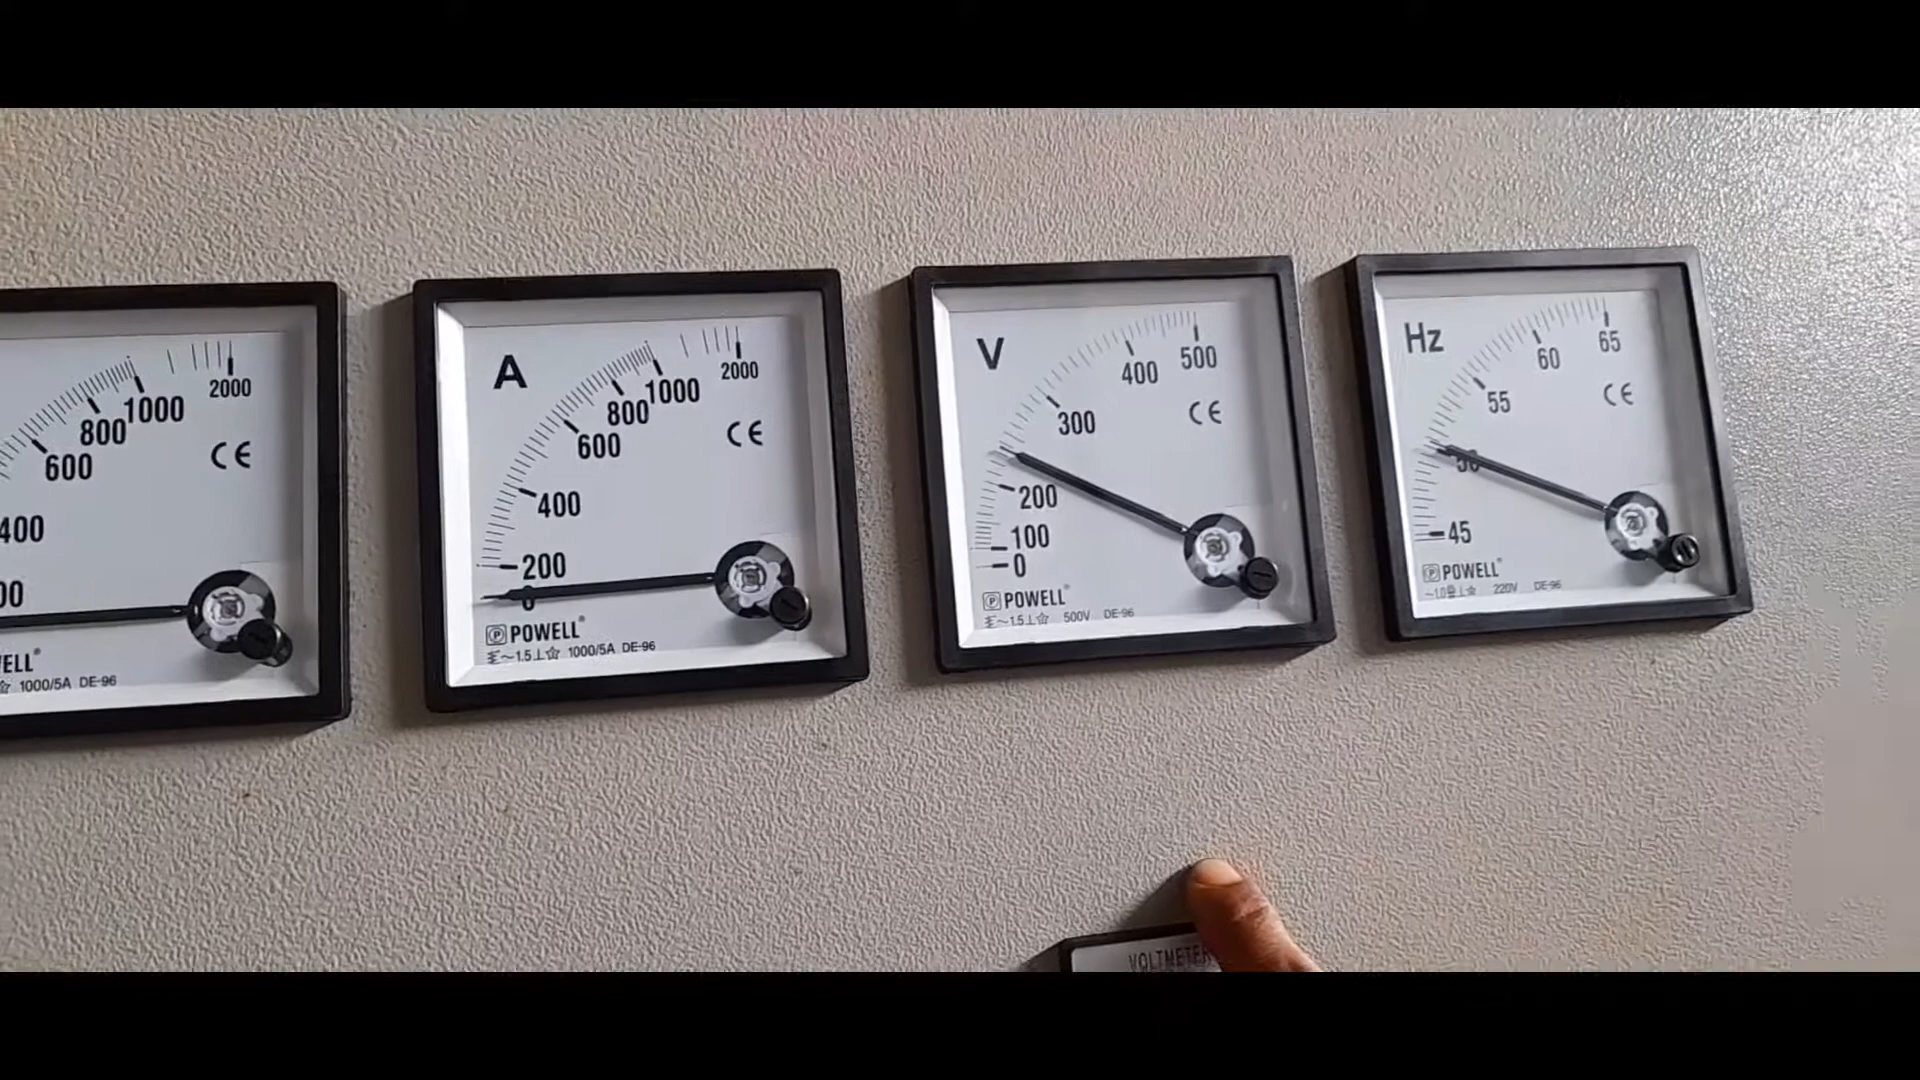 600
800
1000
2000
400
CE
1000/5A DE-96
A
200
400
600
800
1000
2000
CE
POWELL®
~1.5 1000/5A DE-96
V
0
100
200
300
400
500
CE
POWELL®
~1.5 500V DE-96
Hz
45
50
55
60
65
CE
POWELL®
~1.0 220V DE-96
VOLTMETER